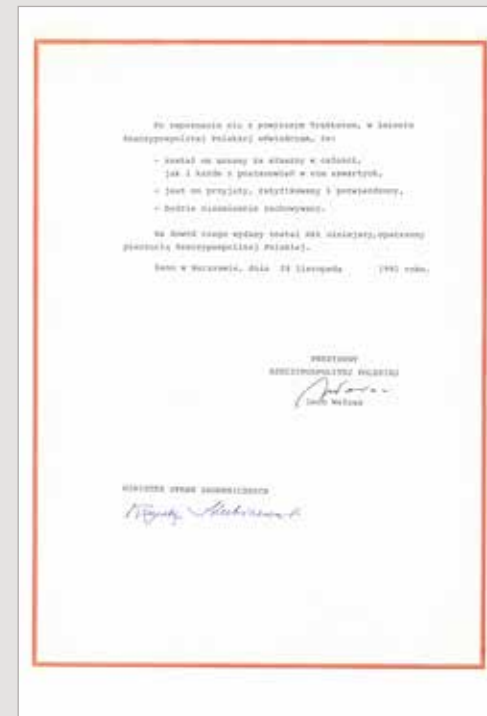 Po zapoznaniu się z powyższym Traktatem, w imieniu
Rzeczypospolitej Polskiej oświadczam, że:
- został on uznany za słuszny w całości,
jak i każde z postanowień w nim zawartych,
- jest on przyjęty, ratyfikowany i potwierdzony,
- będzie niezmiennie zachowywany.
Na dowód czego wydany został Akt niniejszy, opatrzony
pieczęcią Rzeczypospolitej Polskiej.
Dano w Warszawie, dnia 24 listopada
PREZYDENT
RZECZYPOSPOLITEJ POLSKIEJ
Lech Wałęsa
MINISTER SPRAW ZAGRANICZNYCH